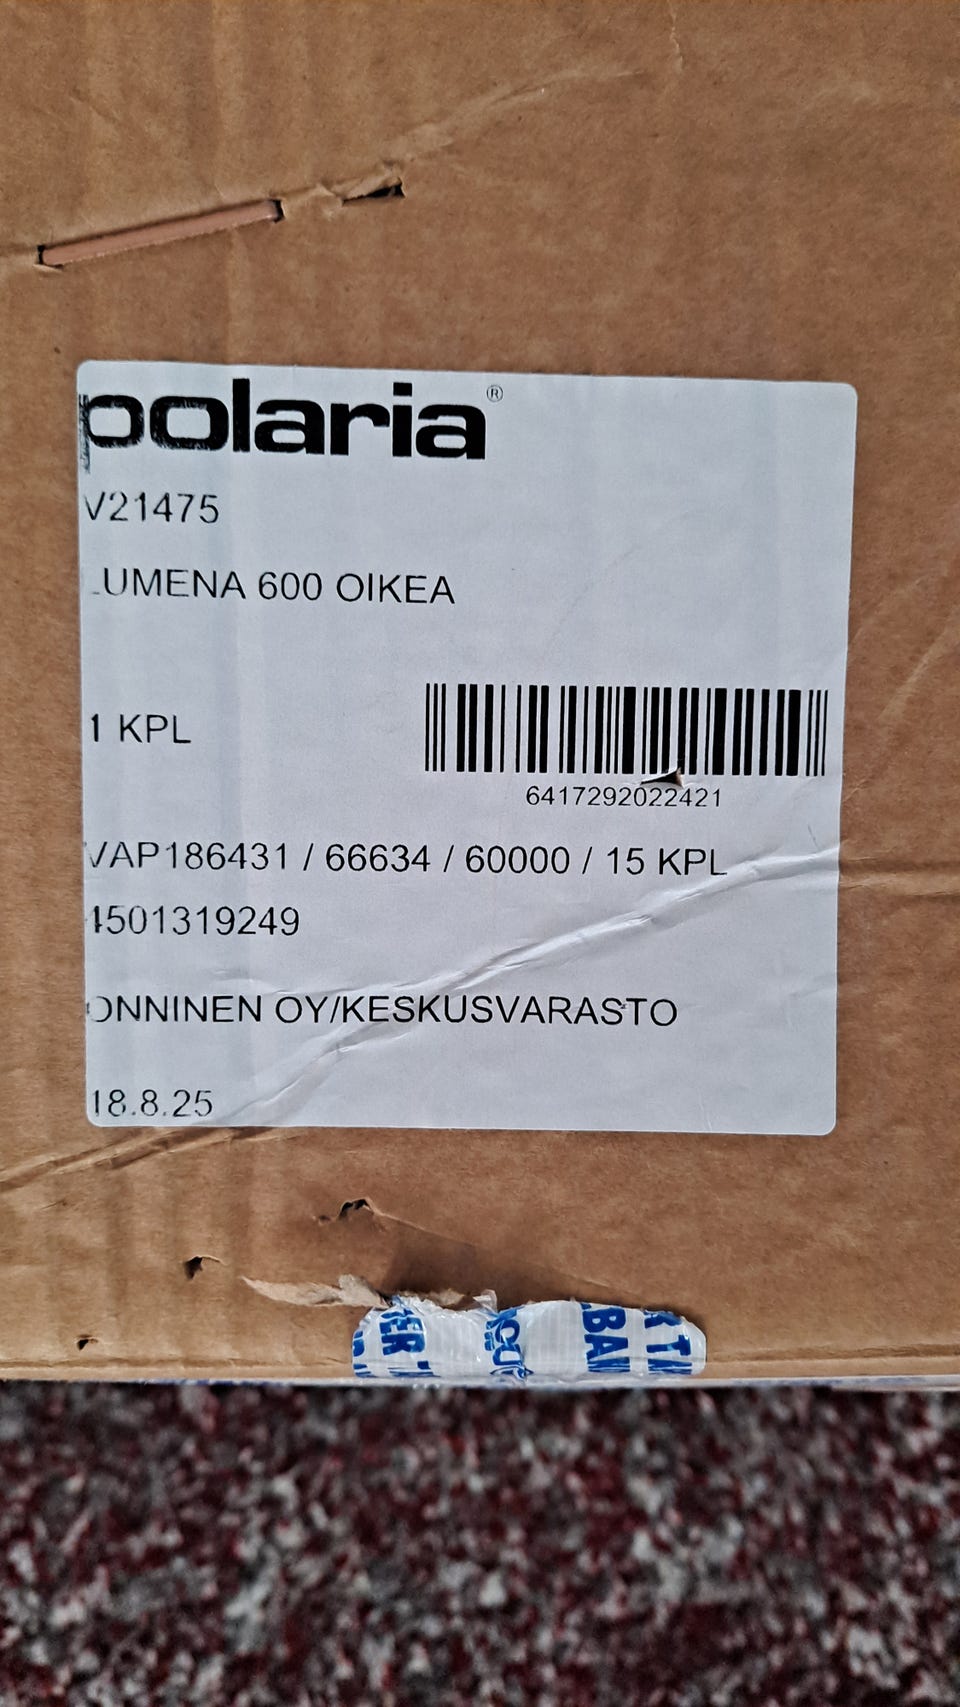 polaria®
V21475
LUMENA 600 OIKEA
1 KPL
6417292022421
VAP186431 / 66634 / 60000 / 15 KPL
4501319249
ONNINEN OY/KESKUSVARASTO
18.8.25